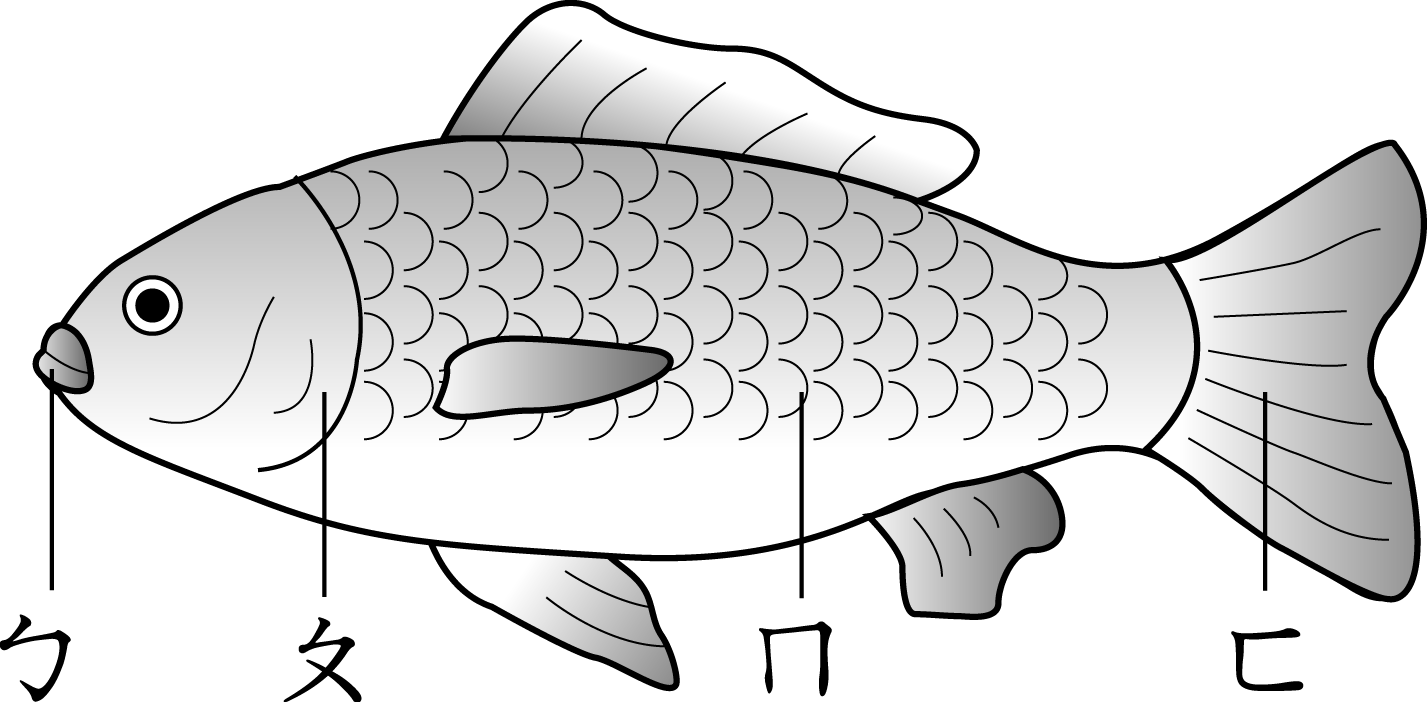 ㄅ ㄆ ㄇ ㄈ